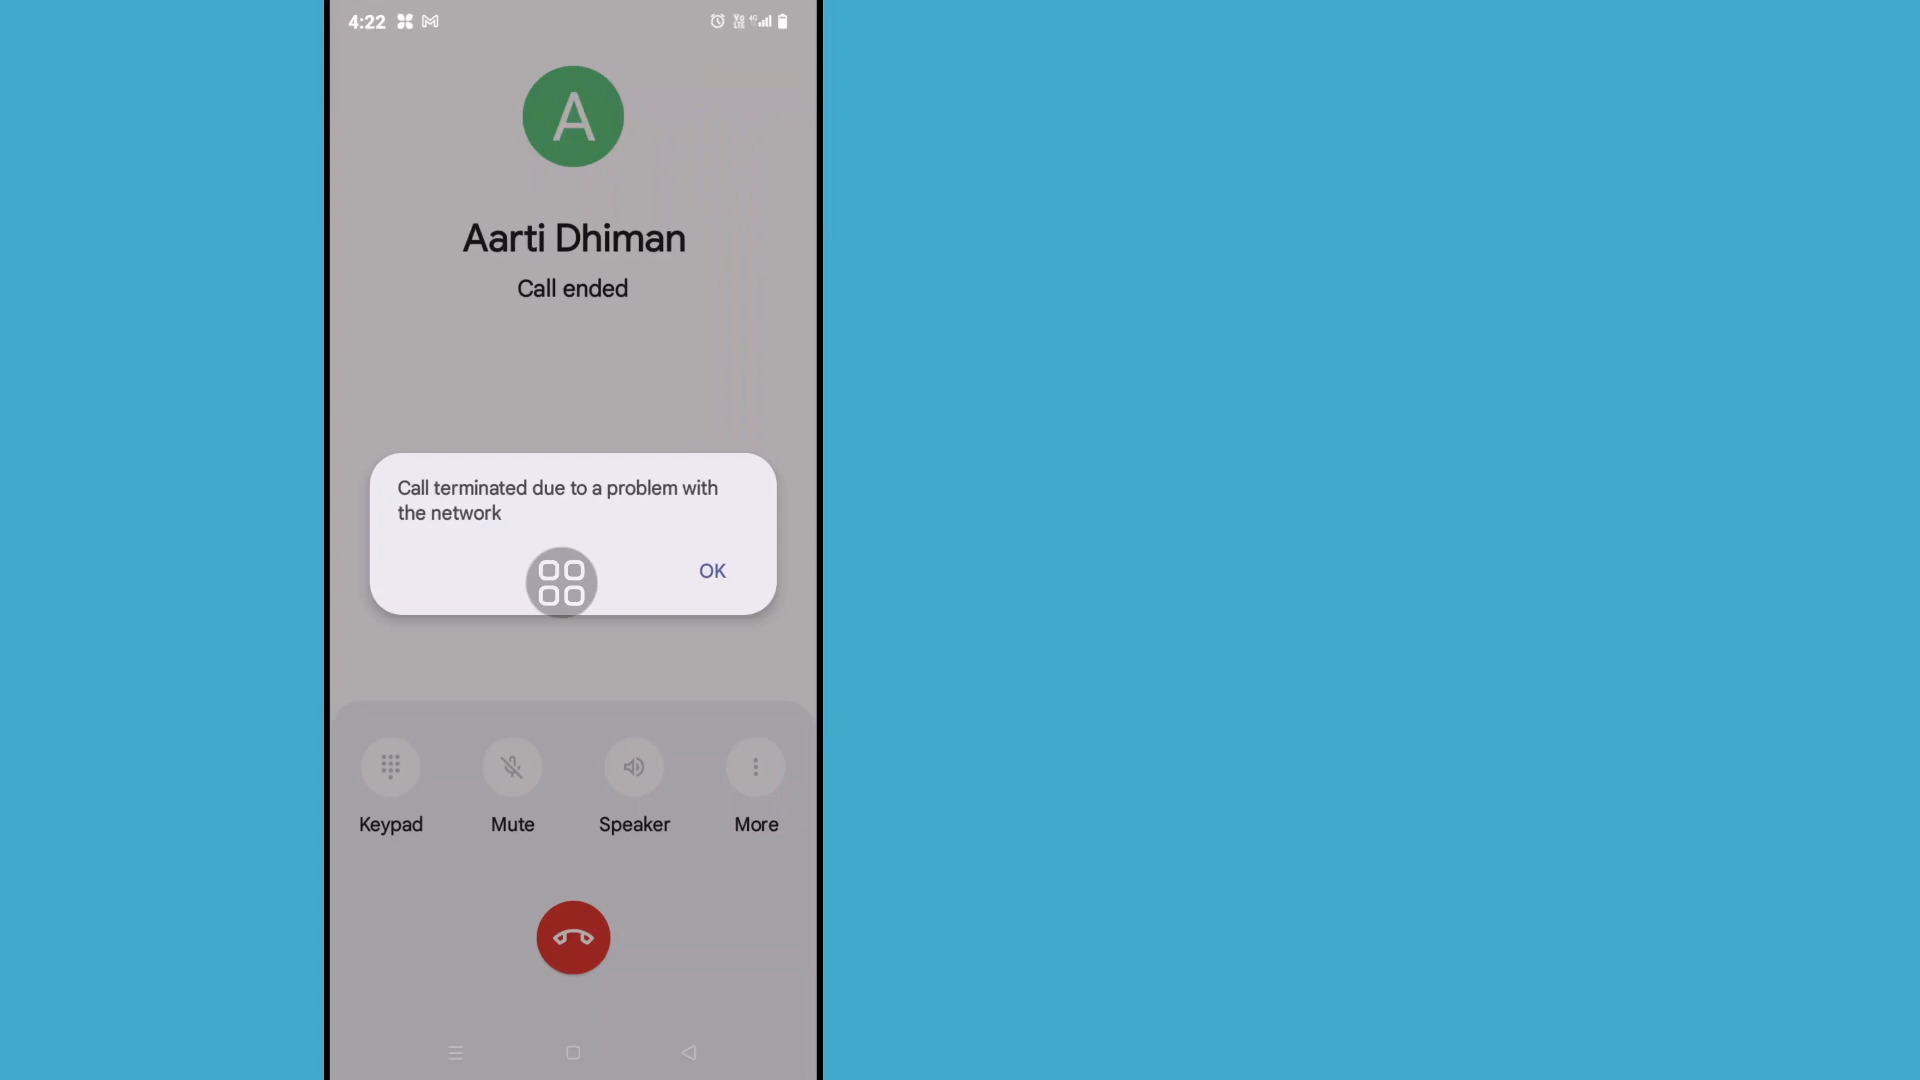 4:22
4G
A
Aarti Dhiman
Call ended
Call terminated due to a problem with
the network
OK
Keypad Mute Speaker More